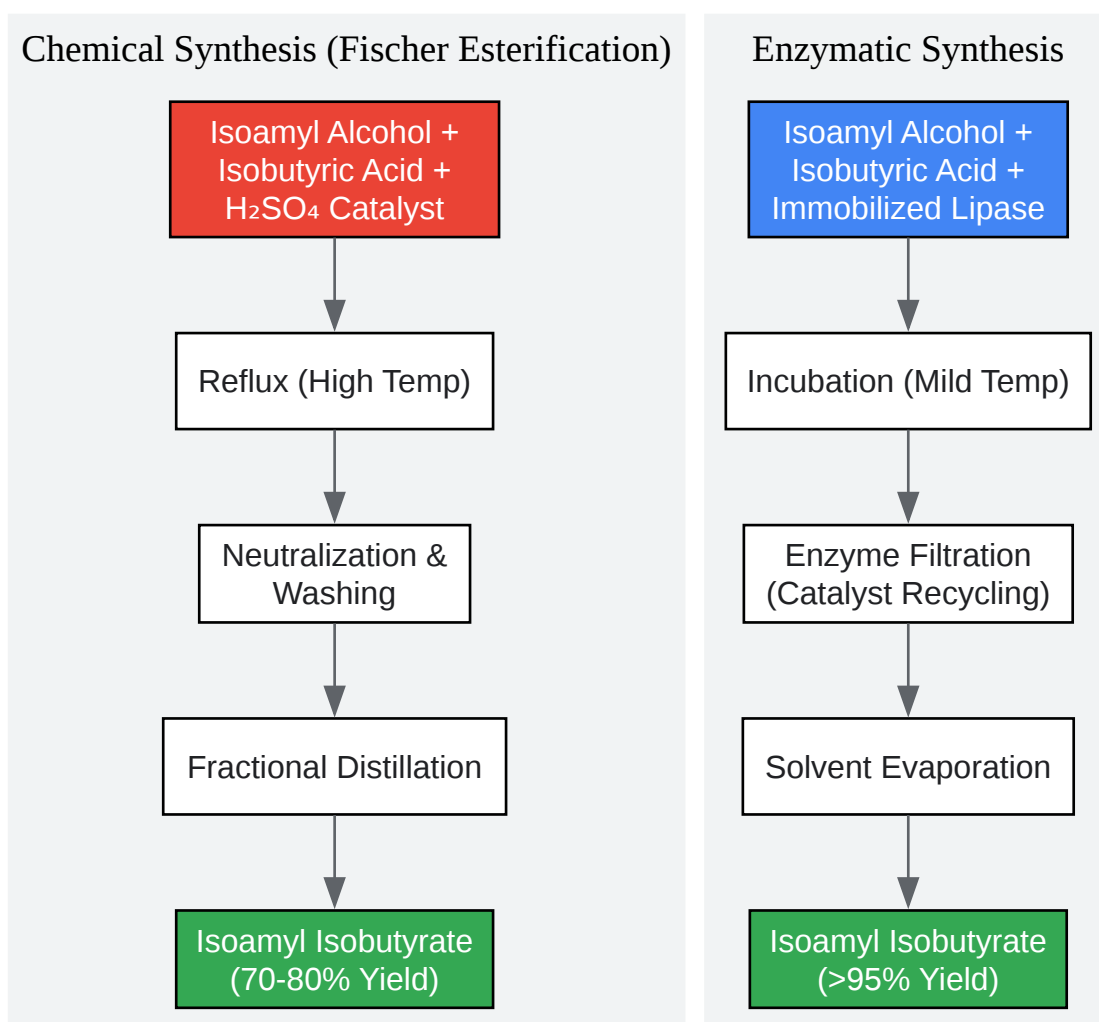 Chemical Synthesis (Fischer Esterification)
Isoamyl Alcohol +
Isobutyric Acid +
H₂SO₄ Catalyst
Reflux (High Temp)
Neutralization &
Washing
Fractional Distillation
Isoamyl Isobutyrate
(70-80% Yield)
Enzymatic Synthesis
Isoamyl Alcohol +
Isobutyric Acid +
Immobilized Lipase
Incubation (Mild Temp)
Enzyme Filtration
(Catalyst Recycling)
Solvent Evaporation
Isoamyl Isobutyrate
(>95% Yield)